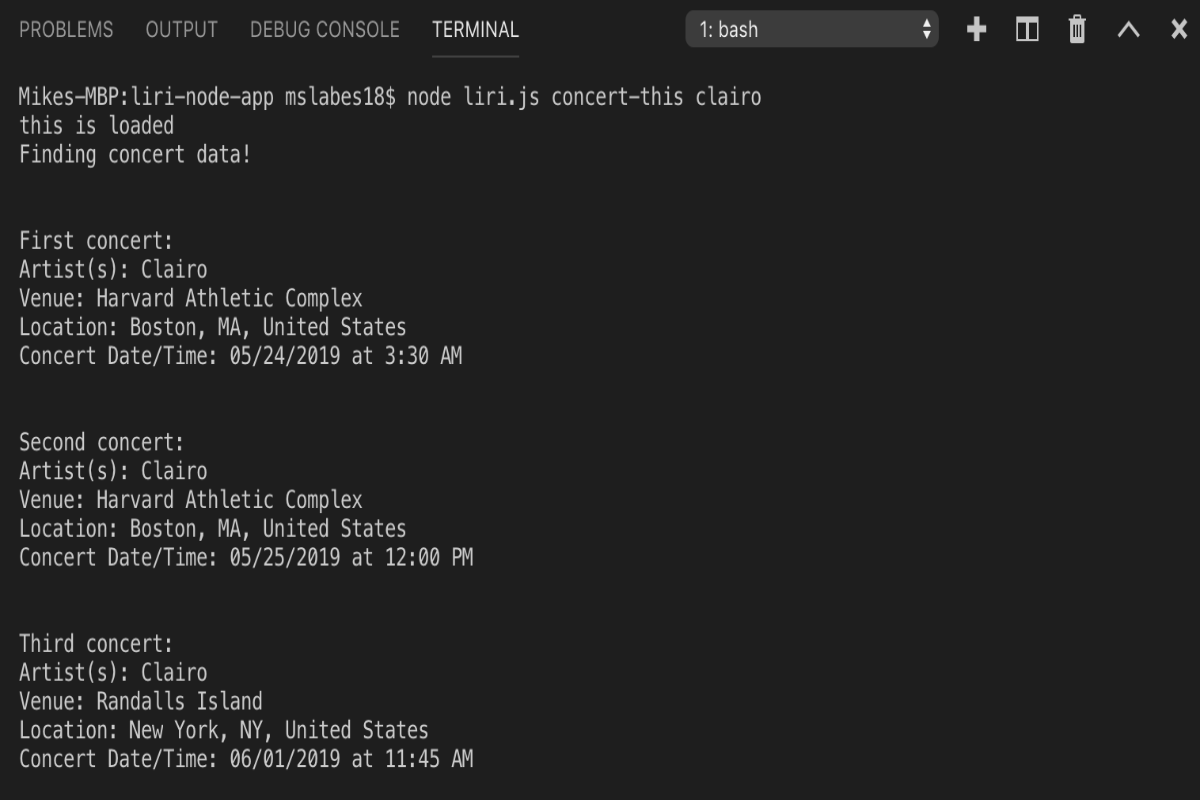 PROBLEMS OUTPUT DEBUG CONSOLE TERMINAL 1: bash
Mikes-MBP:liri-node-app mslabes18$ node liri.js concert-this clairo
this is loaded
Finding concert data!
First concert:
Artist(s): Clairo
Venue: Harvard Athletic Complex
Location: Boston, MA, United States
Concert Date/Time: 05/24/2019 at 3:30 AM
Second concert:
Artist(s): Clairo
Venue: Harvard Athletic Complex
Location: Boston, MA, United States
Concert Date/Time: 05/25/2019 at 12:00 PM
Third concert:
Artist(s): Clairo
Venue: Randalls Island
Location: New York, NY, United States
Concert Date/Time: 06/01/2019 at 11:45 AM